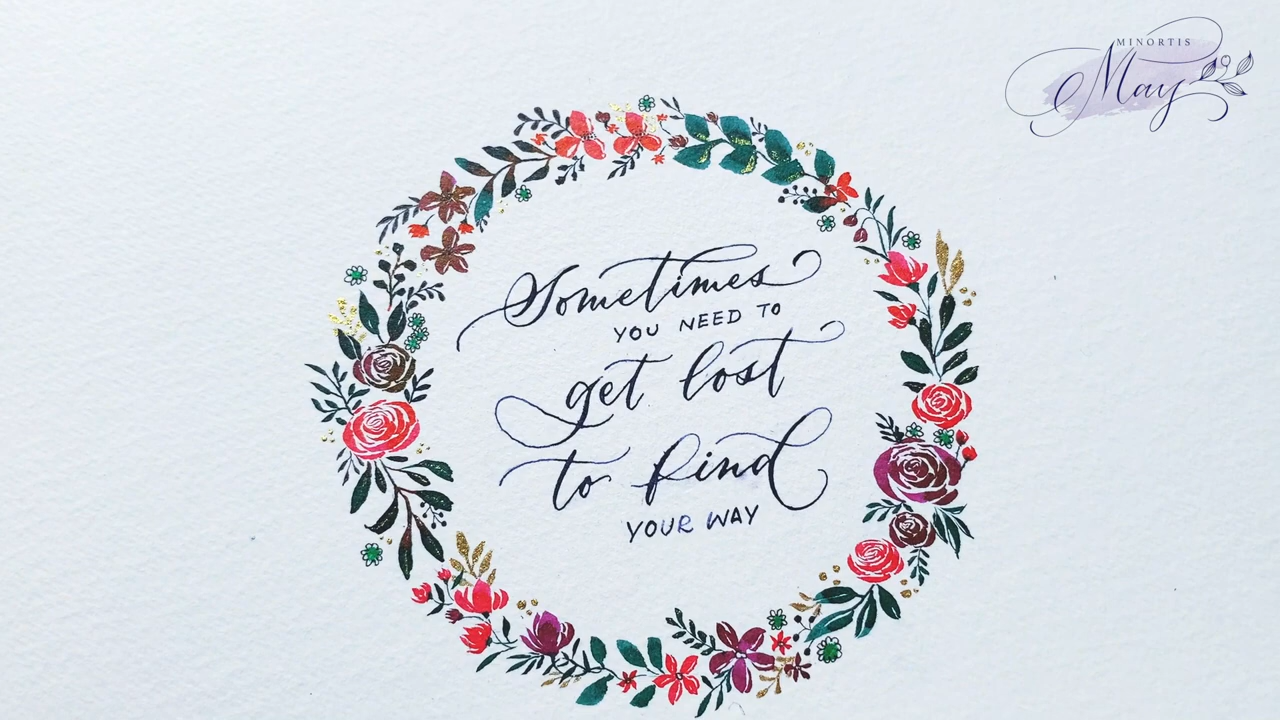 MINORTIS
May
Sometimes
YOU NEED TO
get lost
to find
YOUR WAY